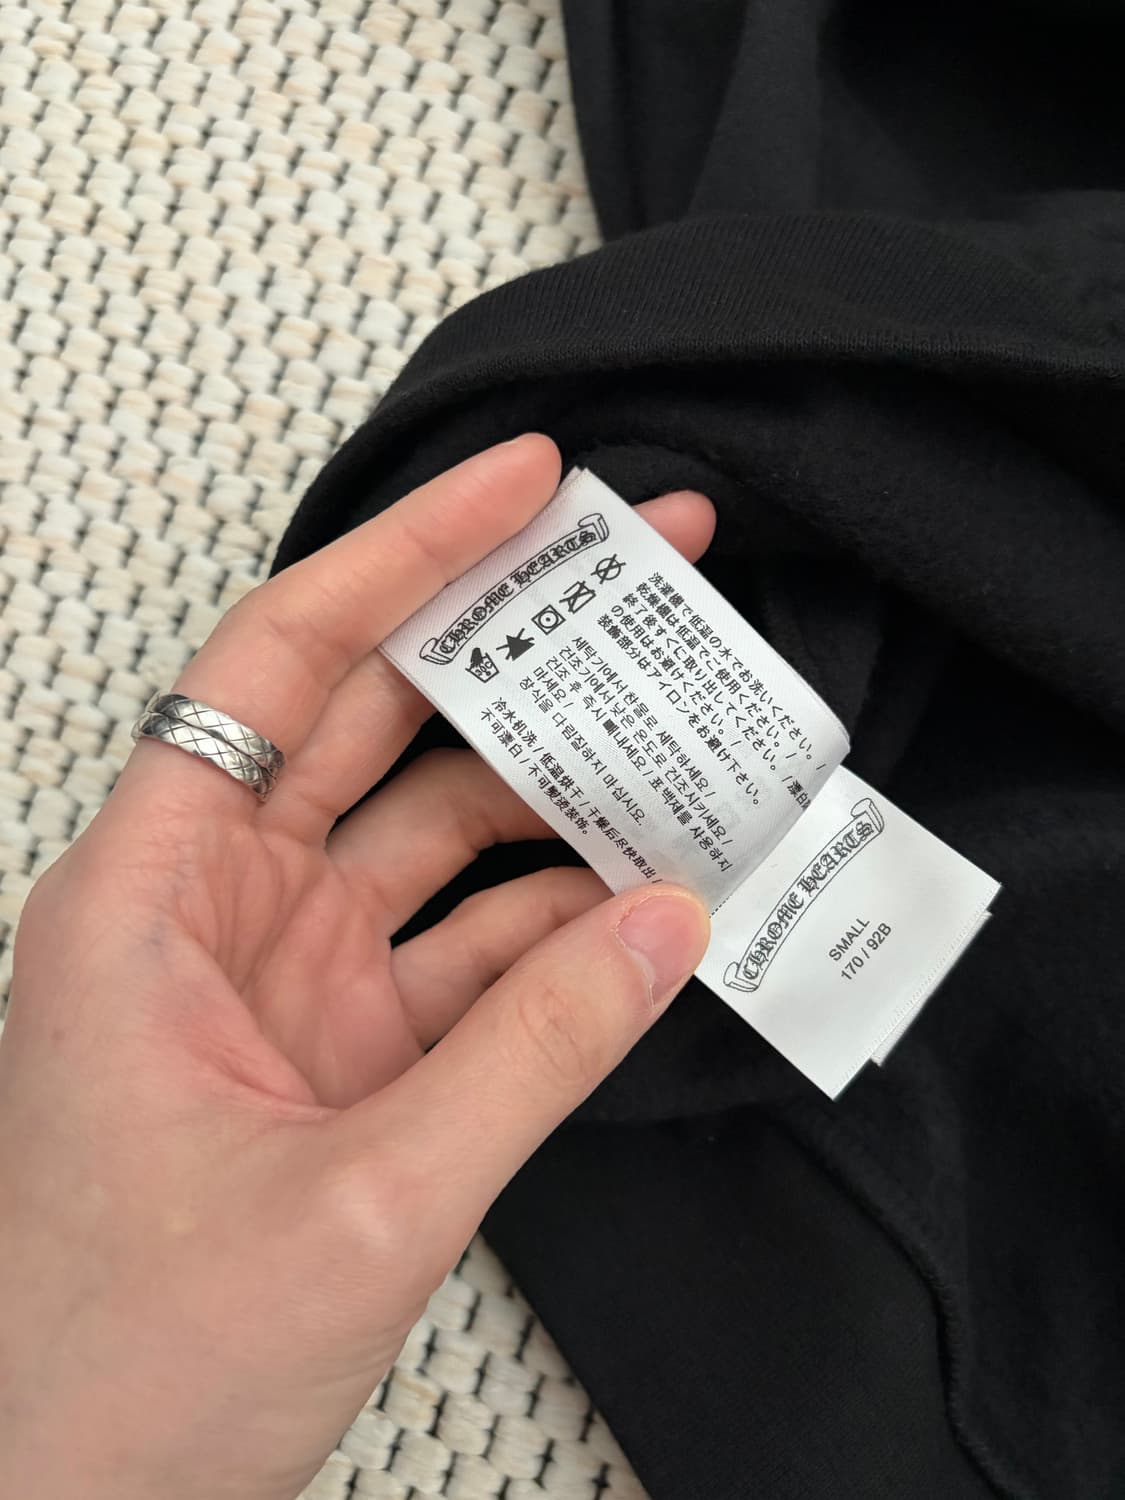 CHROME HEARTS
30C
洗濯機で低温の水でお洗いください。/
乾燥機は低温でご使用ください。/
終了後すぐに取り出してください。/ 漂白
の使用はお避けください。/
装飾部分はアイロンをお避け下さい。
세탁기에서 찬물로 세탁하세요/
건조기에서 낮은 온도로 건조시키세요/
건조 후 즉시 빼내세요/표백제를 사용하지
마세요/
장식을 다림질하지 마십시오.
冷水机洗/低温烘干/干燥后尽快取出/
不可漂白/不可熨烫装饰。
CHROME HEARTS
SMALL
170 / 92B